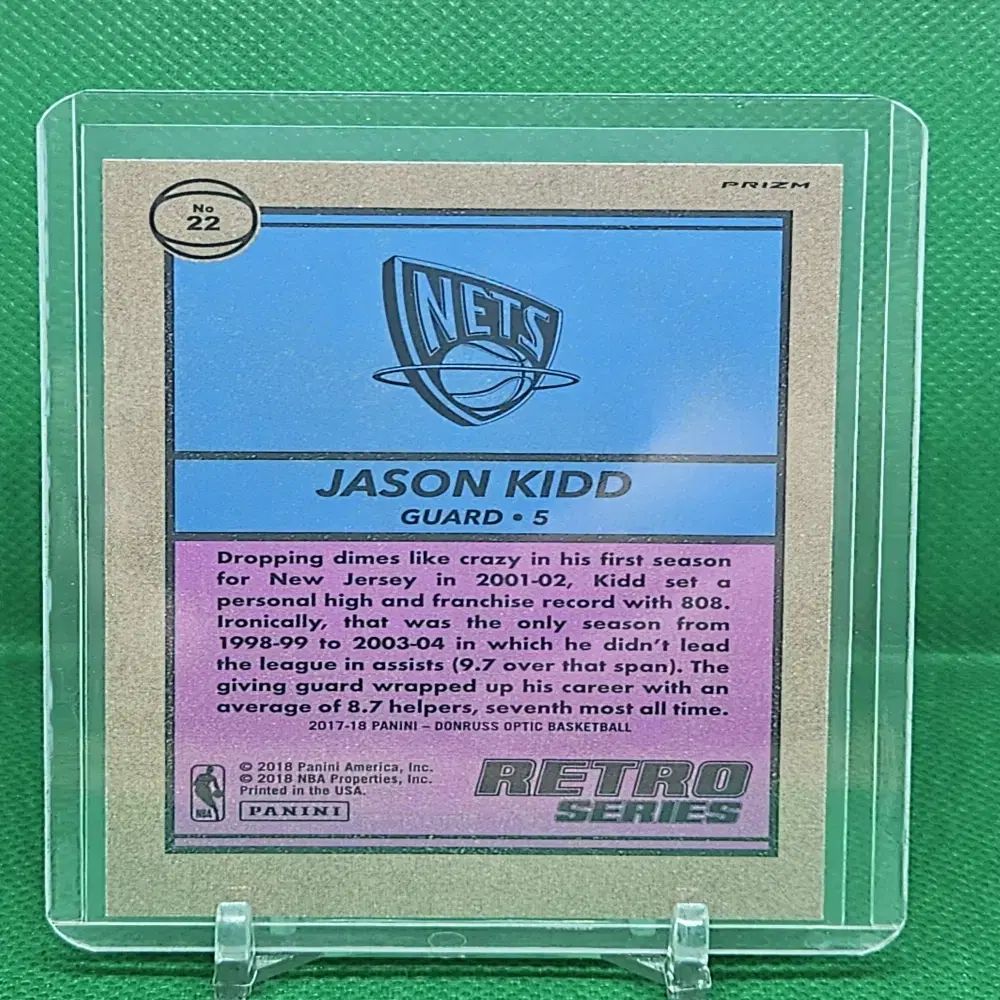 PRIZM
No
22
NETS
JASON KIDD
GUARD • 5
Dropping dimes like crazy in his first season
for New Jersey in 2001-02, Kidd set a
personal high and franchise record with 808.
Ironically, that was the only season from
1998-99 to 2003-04 in which he didn't lead
the league in assists (9.7 over that span). The
giving guard wrapped up his career with an
average of 8.7 helpers, seventh most all time.
2017-18 PANINI – DONRUSS OPTIC BASKETBALL
© 2018 Panini America, Inc.
© 2018 NBA Properties, Inc.
Printed in the USA.
NBA
PANINI
RETRO
SERIES